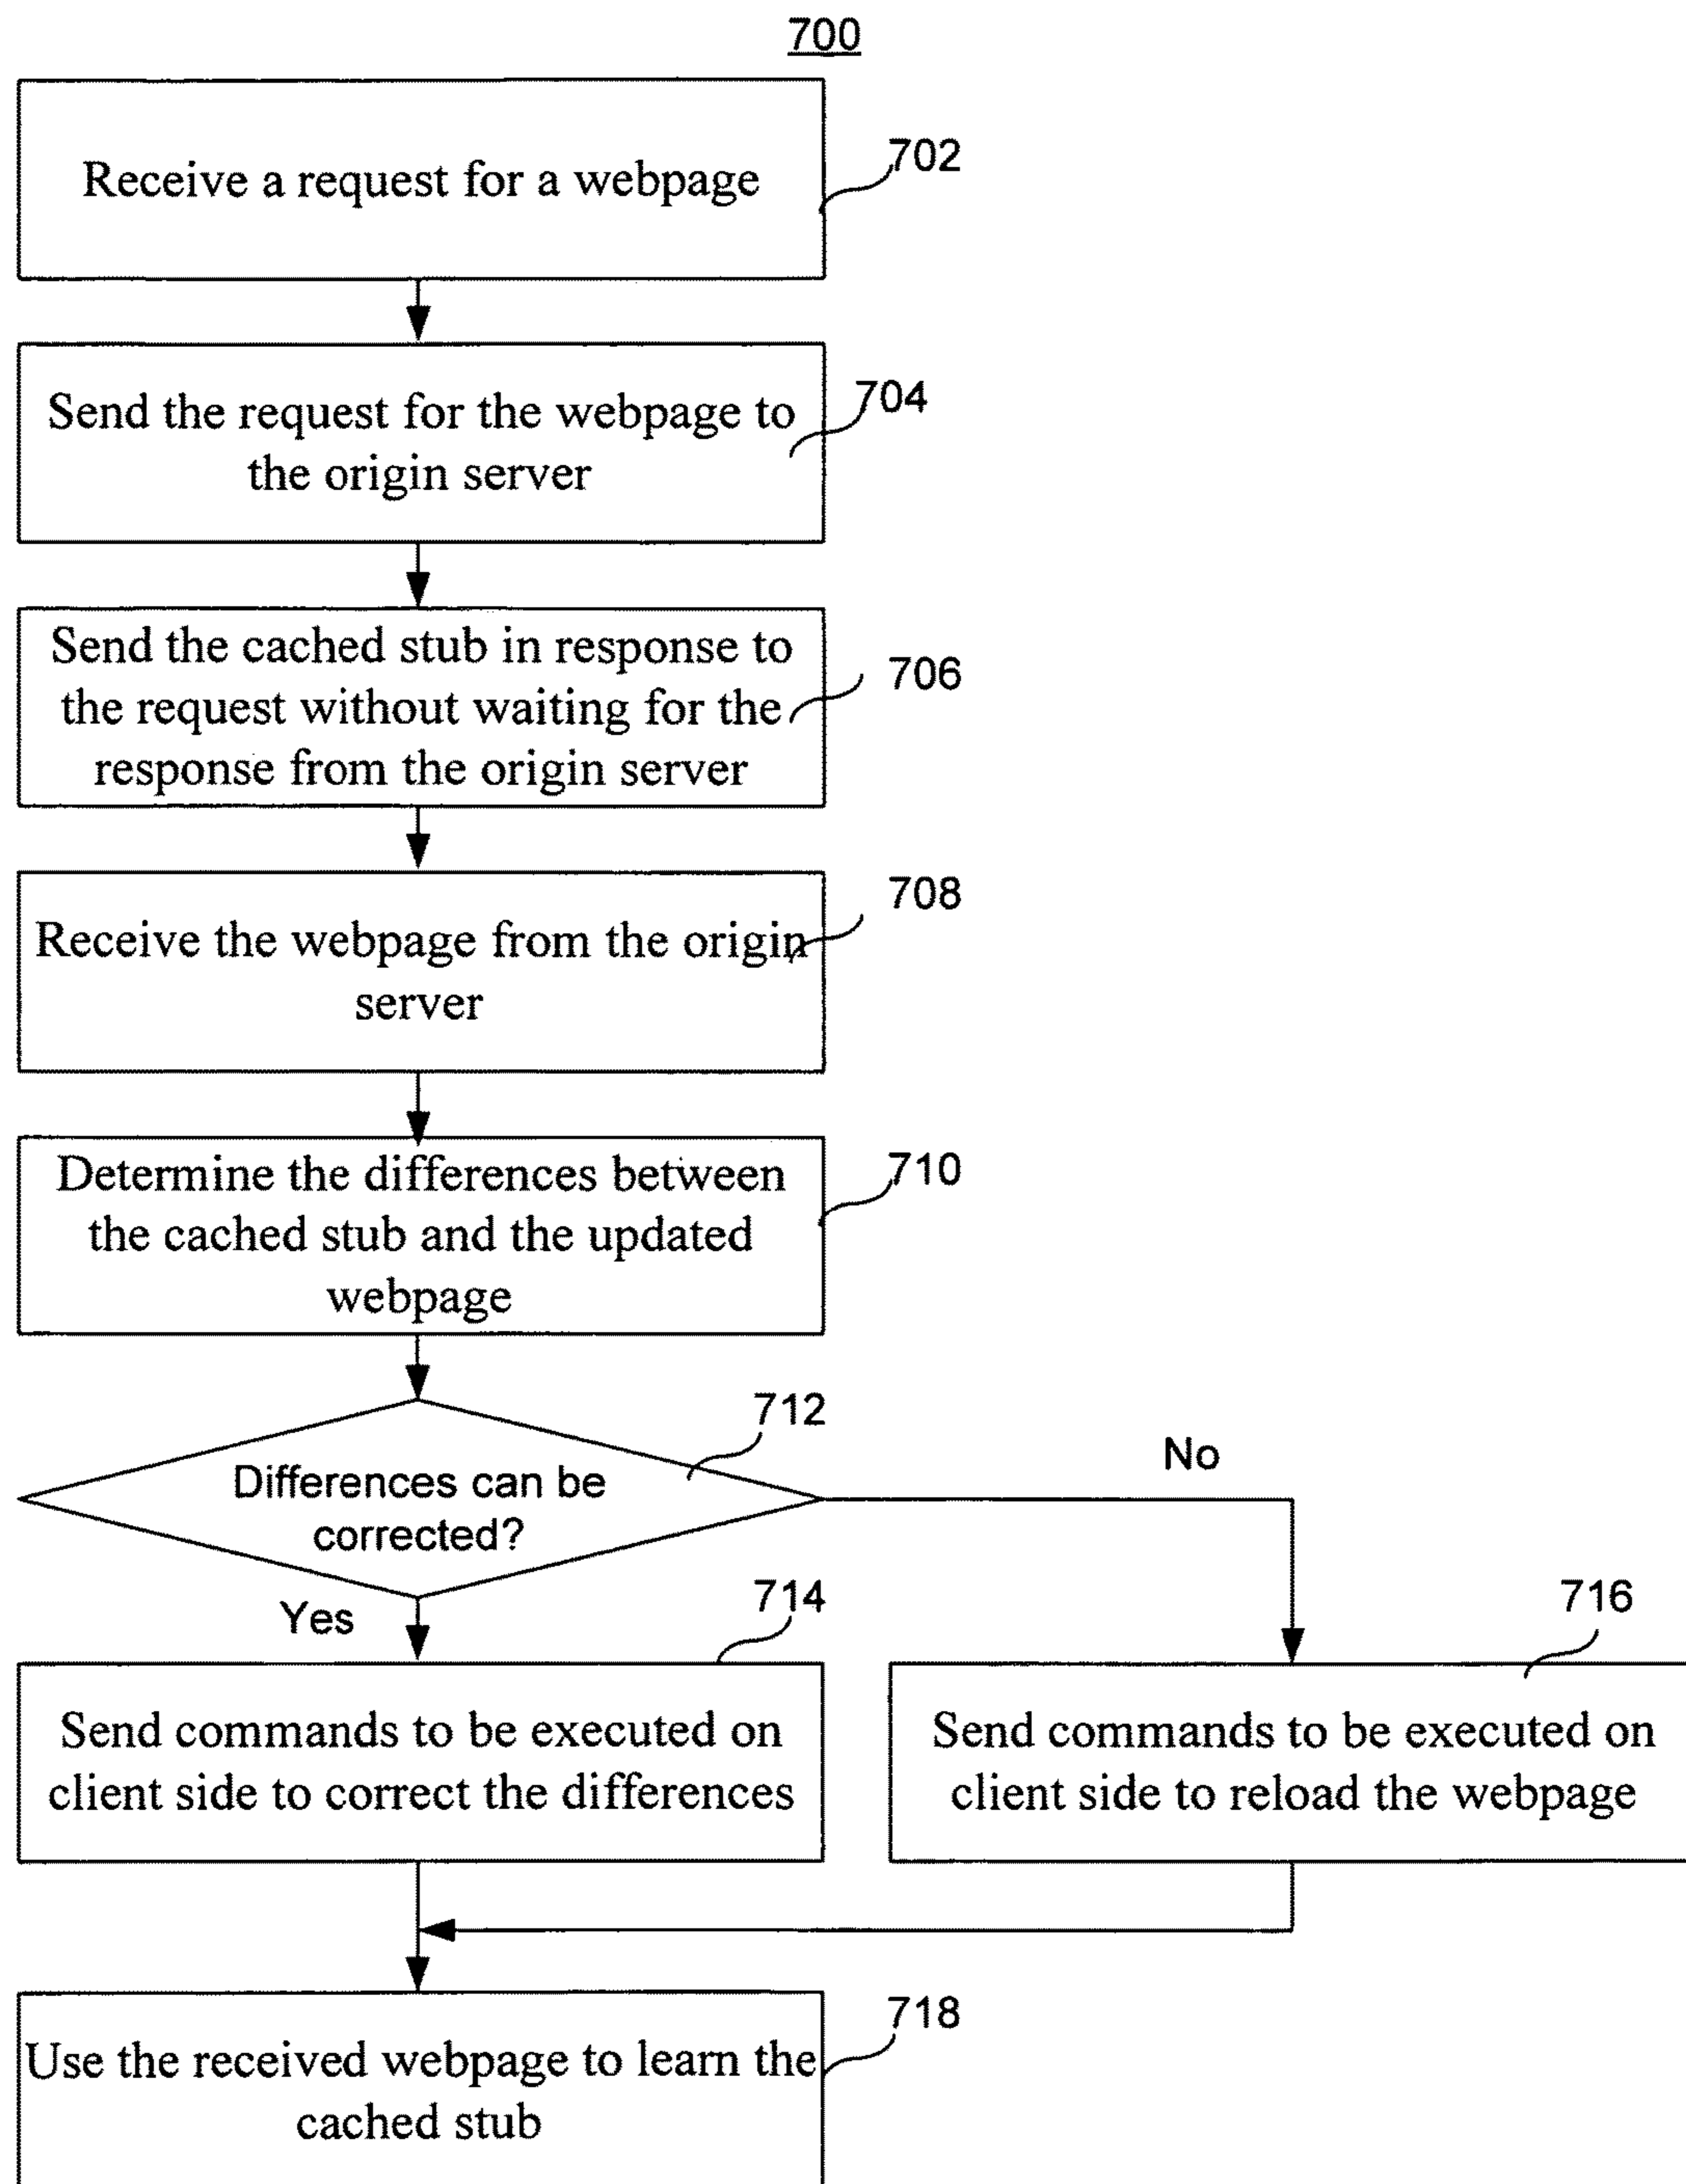 700
Receive a request for a webpage
702
Send the request for the webpage to
the origin server
704
Send the cached stub in response to
the request without waiting for the
response from the origin server
706
Receive the webpage from the origin
server
708
Determine the differences between
the cached stub and the updated
webpage
710
712
Differences can be
corrected?
No
Yes
714
Send commands to be executed on
client side to correct the differences
716
Send commands to be executed on
client side to reload the webpage
718
Use the received webpage to learn the
cached stub